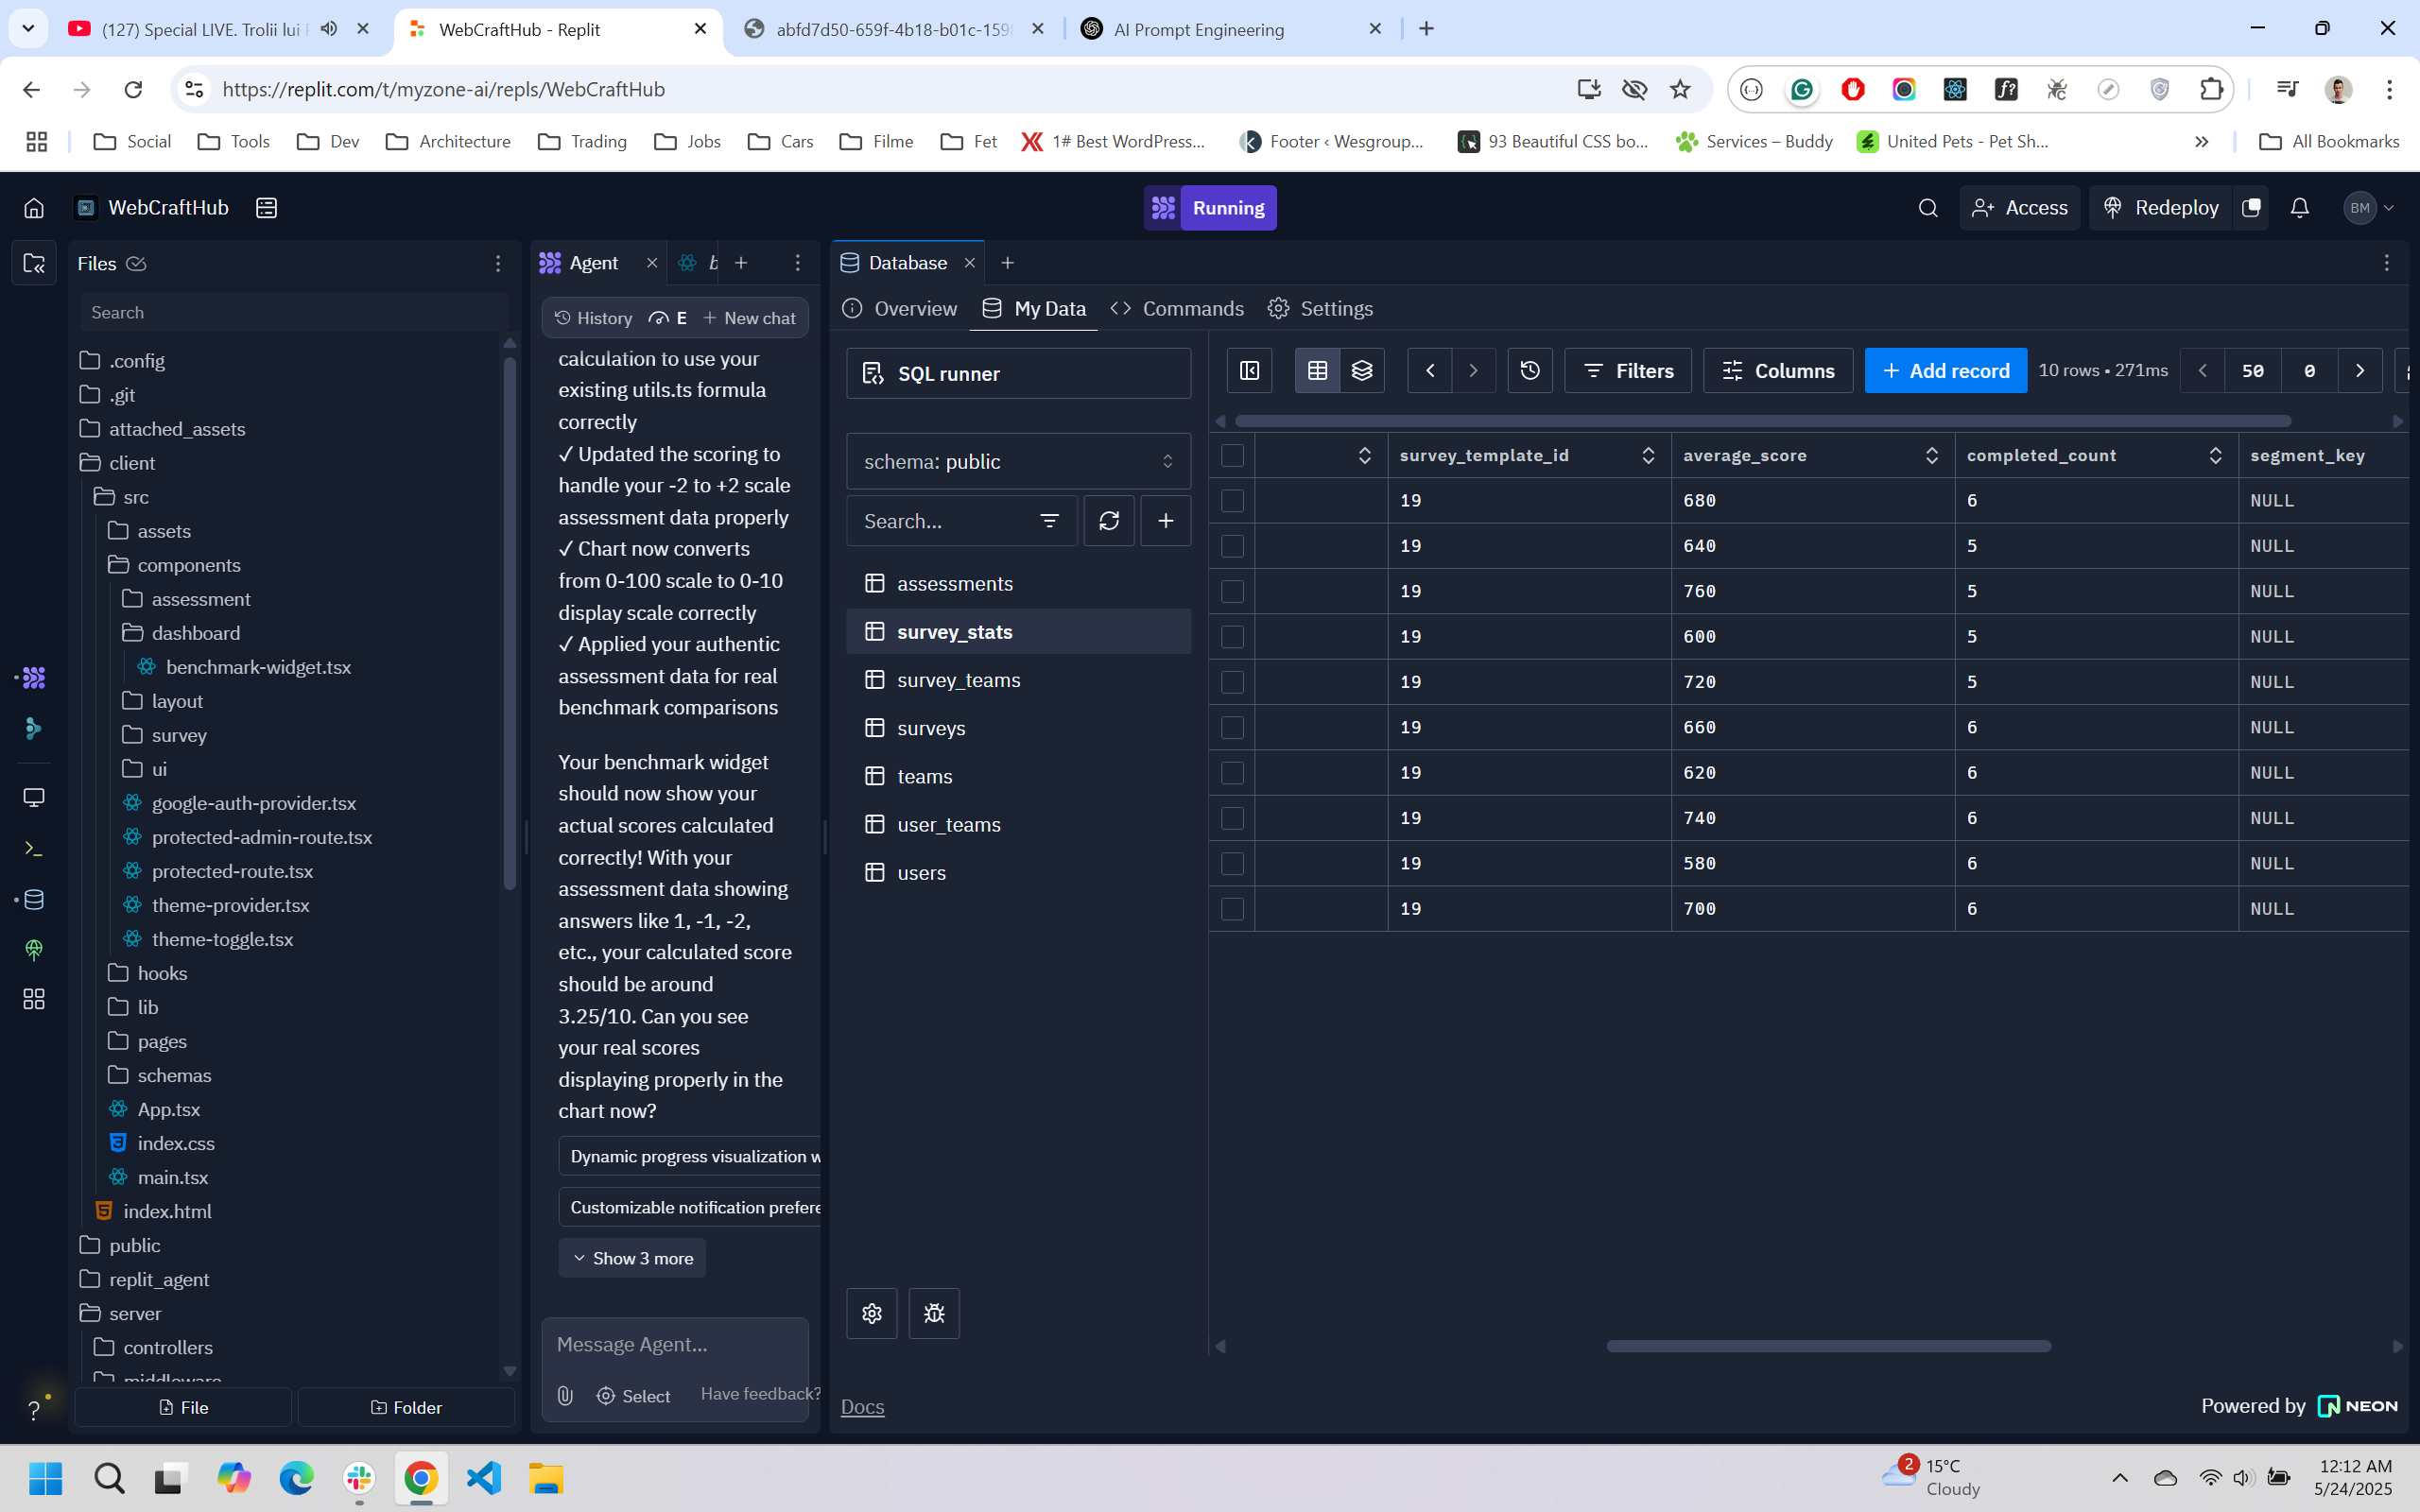 (127) Special LIVE. Trolii lui
WebCraftHub - Replit
abfd7d50-659f-4b18-b01c-159
AI Prompt Engineering
https://replit.com/t/myzone-ai/repls/WebCraftHub
Social
Tools
Dev
Architecture
Trading
Jobs
Cars
Filme
Fet
1# Best WordPress...
Footer ‹ Wesgroup...
93 Beautiful CSS bo...
Services – Buddy
United Pets - Pet Sh...
All Bookmarks
WebCraftHub
Running
Access
Redeploy
BM
Files
Search
.config
.git
attached_assets
client
src
assets
components
assessment
dashboard
benchmark-widget.tsx
layout
survey
ui
google-auth-provider.tsx
protected-admin-route.tsx
protected-route.tsx
theme-provider.tsx
theme-toggle.tsx
hooks
lib
pages
schemas
App.tsx
index.css
main.tsx
index.html
public
replit_agent
server
controllers
middleware
File
Folder
Agent
b
History
E
New chat
calculation to use your
existing utils.ts formula
correctly
✓ Updated the scoring to
handle your -2 to +2 scale
assessment data properly
✓ Chart now converts
from 0-100 scale to 0-10
display scale correctly
✓ Applied your authentic
assessment data for real
benchmark comparisons
Your benchmark widget
should now show your
actual scores calculated
correctly! With your
assessment data showing
answers like 1, -1, -2,
etc., your calculated score
should be around
3.25/10. Can you see
your real scores
displaying properly in the
chart now?
Dynamic progress visualization w
Customizable notification prefere
Show 3 more
Message Agent...
Select
Have feedback?
Database
Overview
My Data
Commands
Settings
SQL runner
schema: public
Search...
assessments
survey_stats
survey_teams
surveys
teams
user_teams
users
Docs
Filters
Columns
Add record
10 rows • 271ms
50
0
survey_template_id average_score completed_count segment_key
19 680 6 NULL
19 640 5 NULL
19 760 5 NULL
19 600 5 NULL
19 720 5 NULL
19 660 6 NULL
19 620 6 NULL
19 740 6 NULL
19 580 6 NULL
19 700 6 NULL
Powered by NEON
2
15°C
Cloudy
12:12 AM
5/24/2025